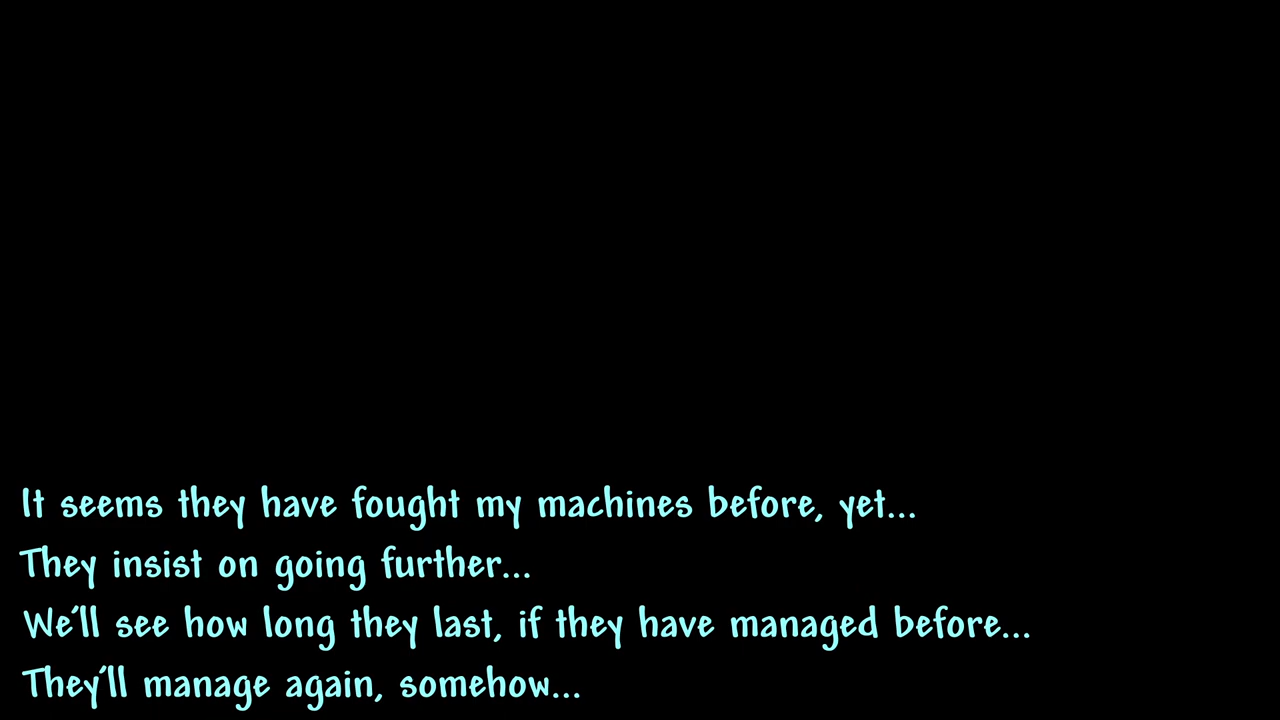 It seems they have fought my machines before, yet...
They insist on going further...
We'll see how long they last, if they have managed before...
They'll manage again, somehow...